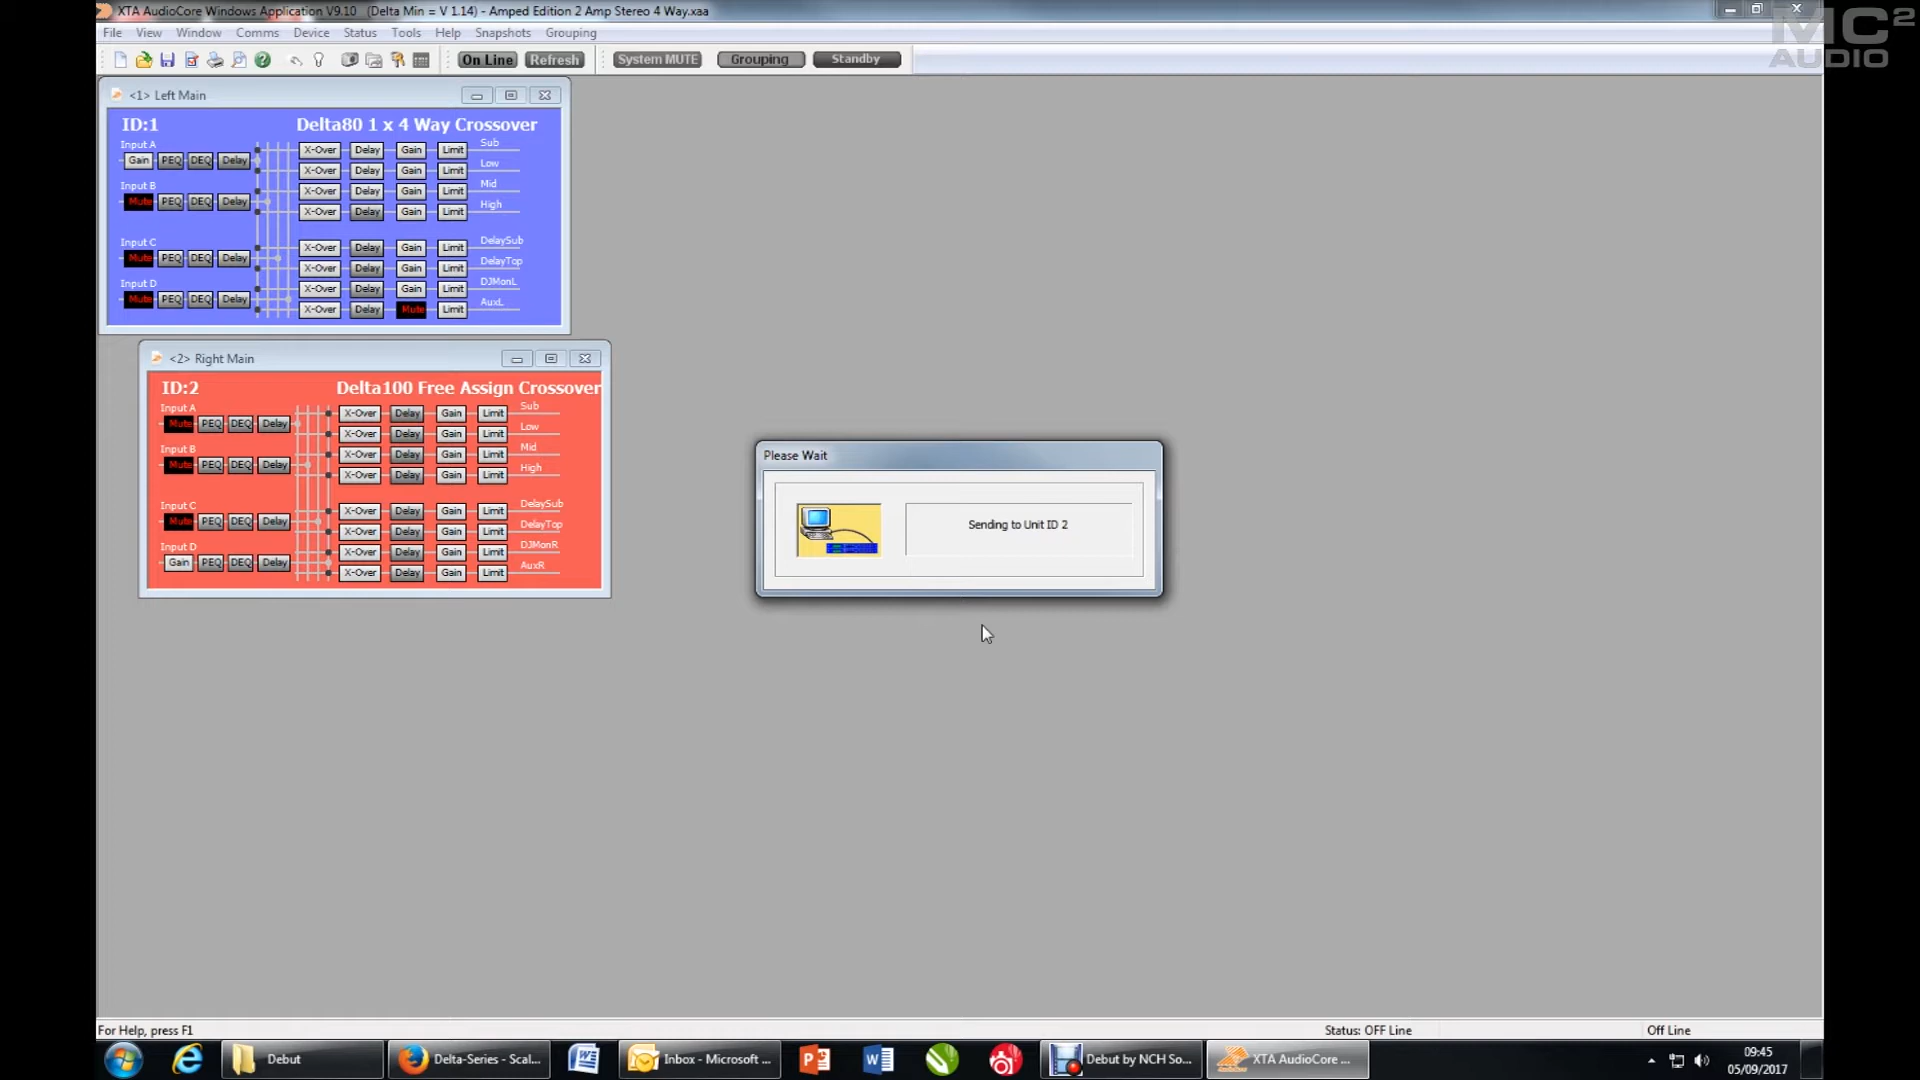 XTA AudioCore Windows Application V9.10 (Delta Min = V 1.14) - Amped Edition 2 Amp Stereo 4 Way.xaa
MC² AUDIO
File View Window Comms Device Status Tools Help Snapshots Grouping
On Line Refresh System MUTE Grouping Standby
<1> Left Main
ID:1 Delta80 1 x 4 Way Crossover
Input A
Gain PEQ DEQ Delay
Input B
Mute PEQ DEQ Delay
Input C
Mute PEQ DEQ Delay
Input D
Mute PEQ DEQ Delay
X-Over Delay Gain Limit Sub
X-Over Delay Gain Limit Low
X-Over Delay Gain Limit Mid
X-Over Delay Gain Limit High
X-Over Delay Gain Limit DelaySub
X-Over Delay Gain Limit DelayTop
X-Over Delay Gain Limit DJMonL
X-Over Delay Mute Limit AuxL
<2> Right Main
ID:2 Delta100 Free Assign Crossover
Input A
Mute PEQ DEQ Delay
Input B
Mute PEQ DEQ Delay
Input C
Mute PEQ DEQ Delay
Input D
Gain PEQ DEQ Delay
X-Over Delay Gain Limit Sub
X-Over Delay Gain Limit Low
X-Over Delay Gain Limit Mid
X-Over Delay Gain Limit High
X-Over Delay Gain Limit DelaySub
X-Over Delay Gain Limit DelayTop
X-Over Delay Gain Limit DJMonR
X-Over Delay Gain Limit AuxR
Please Wait
Sending to Unit ID 2
For Help, press F1
Status: OFF Line
Off Line
Debut
Delta-Series - Scal...
Inbox - Microsoft ...
Debut by NCH So...
XTA AudioCore ...
09:45
05/09/2017